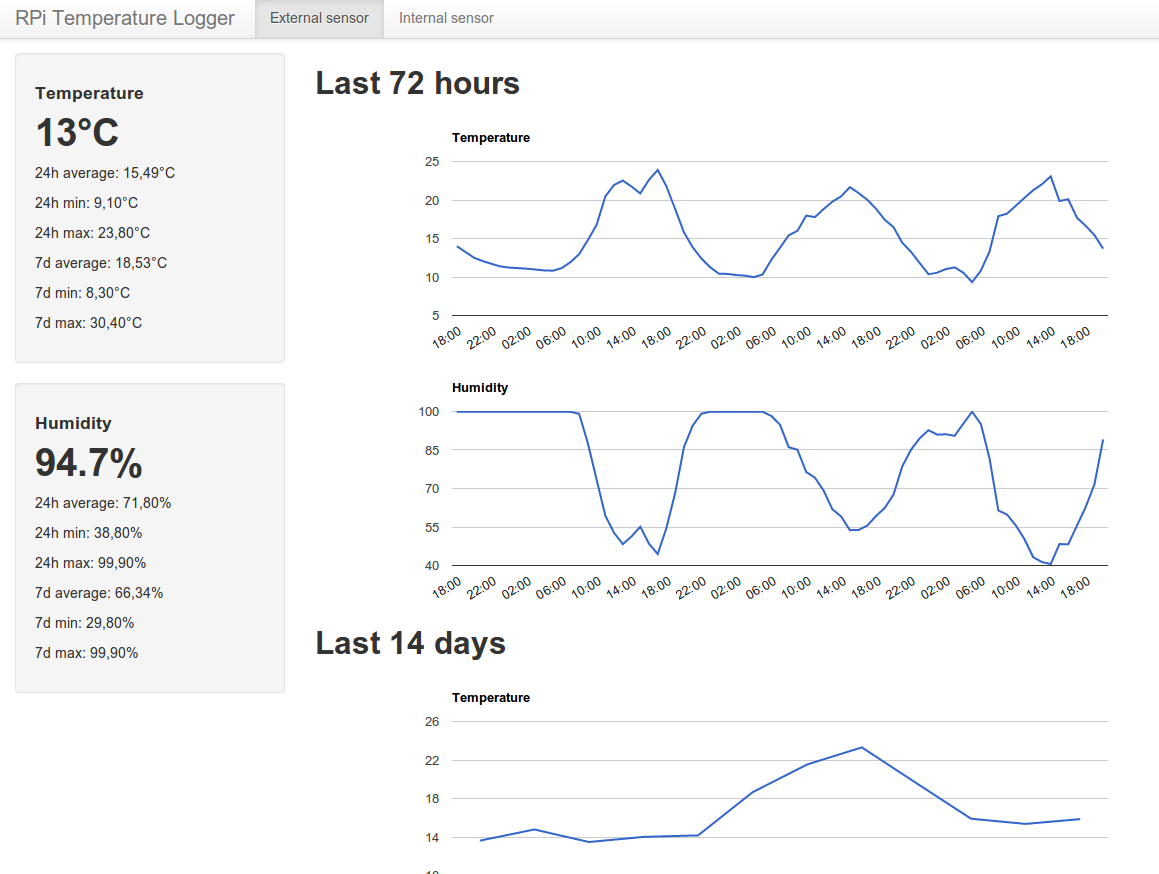 RPi Temperature Logger External sensor Internal sensor
Temperature
13°C
24h average: 15,49°C
24h min: 9,10°C
24h max: 23,80°C
7d average: 18,53°C
7d min: 8,30°C
7d max: 30,40°C
Humidity
94.7%
24h average: 71,80%
24h min: 38,80%
24h max: 99,90%
7d average: 66,34%
7d min: 29,80%
7d max: 99,90%
Last 72 hours
Temperature
25
20
15
10
5
18:00 22:00 02:00 06:00 10:00 14:00 18:00 22:00 02:00 06:00 10:00 14:00 18:00 22:00 02:00 06:00 10:00 14:00 18:00
Humidity
100
85
70
55
40
18:00 22:00 02:00 06:00 10:00 14:00 18:00 22:00 02:00 06:00 10:00 14:00 18:00 22:00 02:00 06:00 10:00 14:00 18:00
Last 14 days
Temperature
26
22
18
14